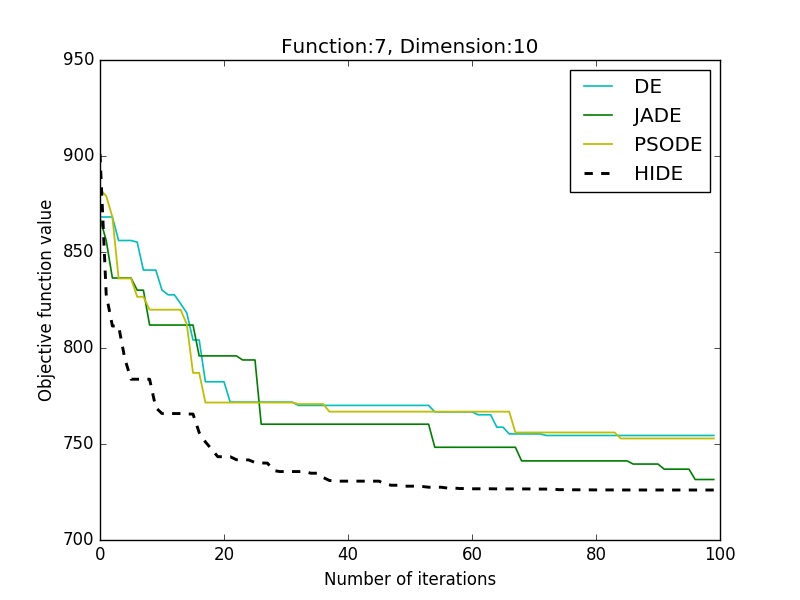 Function:7, Dimension:10
950
900
850
800
750
700
Objective function value
0
20
40
60
80
100
Number of iterations
DE
JADE
PSODE
HIDE